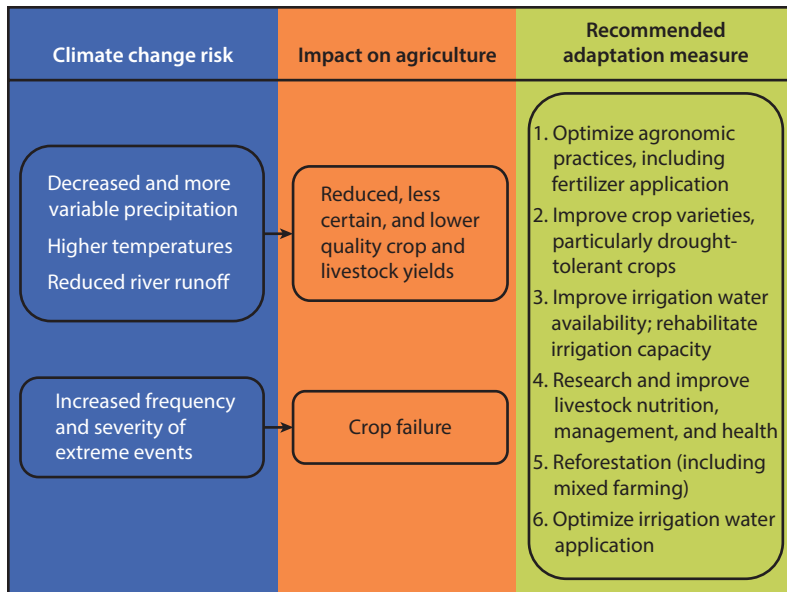 Climate change risk
Impact on agriculture
Recommended
adaptation measure
Decreased and more
variable precipitation
Higher temperatures
Reduced river runoff
Reduced, less
certain, and lower
quality crop and
livestock yields
Increased frequency
and severity of
extreme events
Crop failure
1. Optimize agronomic
practices, including
fertilizer application
2. Improve crop varieties,
particularly drought-
tolerant crops
3. Improve irrigation water
availability; rehabilitate
irrigation capacity
4. Research and improve
livestock nutrition,
management, and health
5. Reforestation (including
mixed farming)
6. Optimize irrigation water
application